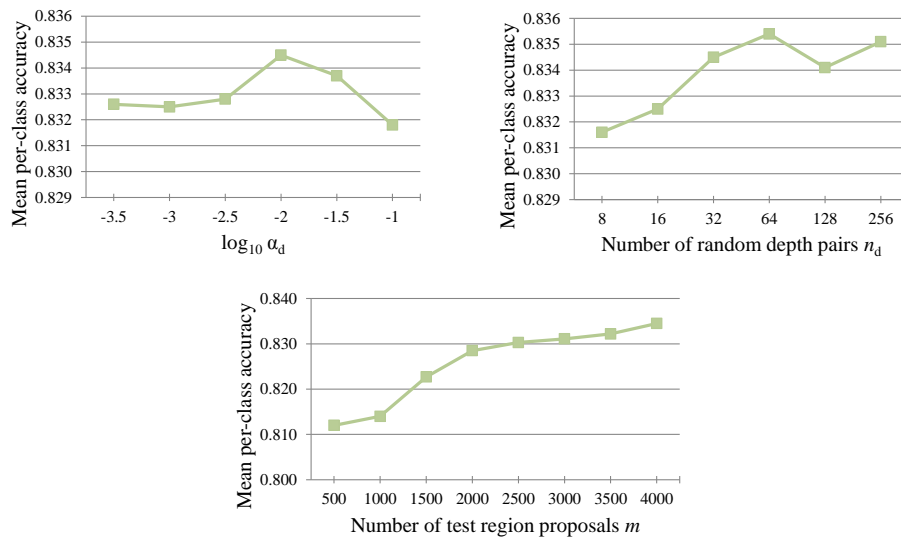 Mean per-class accuracy
0.836
0.835
0.834
0.833
0.832
0.831
0.830
0.829
-3.5 -3 -2.5 -2 -1.5 -1
log₁₀ α_d
Mean per-class accuracy
0.836
0.835
0.834
0.833
0.832
0.831
0.830
0.829
8 16 32 64 128 256
Number of random depth pairs n_d
Mean per-class accuracy
0.840
0.830
0.820
0.810
0.800
500 1000 1500 2000 2500 3000 3500 4000
Number of test region proposals m